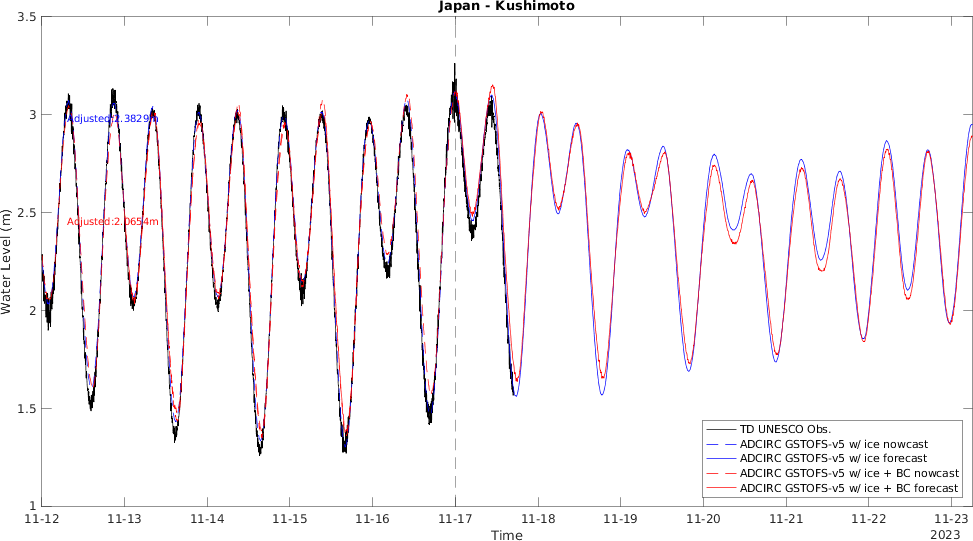 Japan - Kushimoto
3.5
3
2.5
2
1.5
1
Water Level (m)
Adjusted:2.3829m
Adjusted:2.0654m
TD UNESCO Obs.
ADCIRC GSTOFS-v5 w/ ice nowcast
ADCIRC GSTOFS-v5 w/ ice forecast
ADCIRC GSTOFS-v5 w/ ice + BC nowcast
ADCIRC GSTOFS-v5 w/ ice + BC forecast
11-12 11-13 11-14 11-15 11-16 11-17 11-18 11-19 11-20 11-21 11-22 11-23
Time
2023